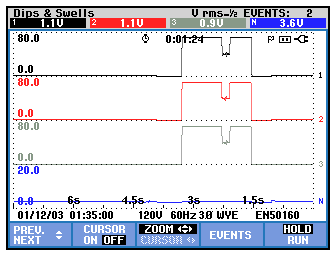 Dips & Swells V rms-½ EVENTS: 2
1 1.1V 2 1.1V 3 0.9V N 3.6V
80.0 0:01:24
0.0 1
80.0
0.0 2
80.0
0.0 3
20.0
0.0 N
6s 4.5s 3s 1.5s
01/12/03 01:35:00 120V 60Hz 3Ø WYE EN50160
PREV. CURSOR ZOOM EVENTS HOLD
NEXT ON OFF CURSOR RUN